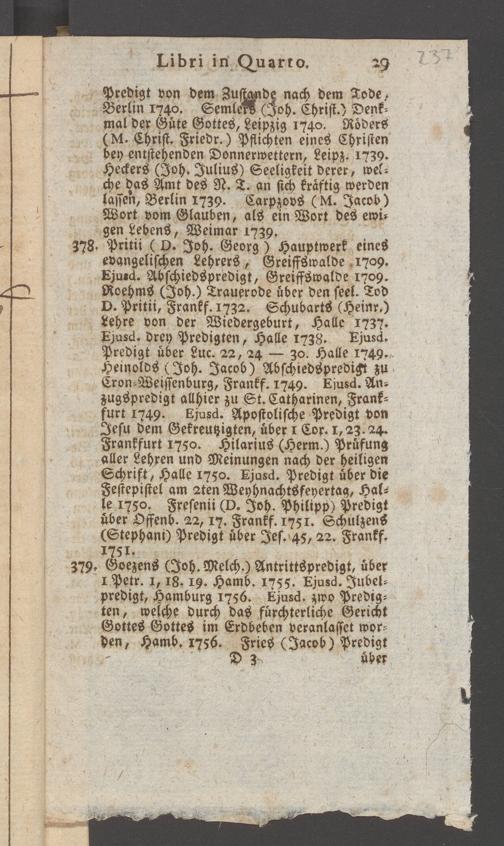 Libri in Quarto. 29
237
Predigt von dem Zustande nach dem Tode,
Berlin 1740. Semlers (Joh. Christ.) Denk-
mal der Güte Gottes, Leipzig 1740. Röders
(M. Christ. Friedr.) Pflichten eines Christen
bey entstehenden Donnerwettern, Leipz. 1739.
Heckers (Joh. Julius) Seeligkeit derer, wel-
che das Amt des N. T. an sich kräftig werden
lassen, Berlin 1739. Carpzovs (M. Jacob)
Wort vom Glauben, als ein Wort des ewi-
gen Lebens, Weimar 1739.
378. Pritii (D. Joh. Georg) Hauptwerk eines
evangelischen Lehrers, Greiffswalde 1709.
Ejusd. Abschiedspredigt, Greiffswalde 1709.
Roehms (Joh.) Trauerode über den seel. Tod
D. Pritii, Frankf. 1732. Schubarts (Heinr.)
Lehre von der Wiedergeburt, Halle 1737.
Ejusd. drey Predigten, Halle 1738. Ejusd.
Predigt über Luc. 22, 24 — 30. Halle 1749.
Heinolds (Joh. Jacob) Abschiedspredigt zu
Cron-Weissenburg, Frankf. 1749. Ejusd. An-
zugspredigt allhier zu St. Catharinen, Frank-
furt 1749. Ejusd. Apostolische Predigt von
Jesu dem Gekreutzigten, über 1 Cor. 1, 23. 24.
Frankfurt 1750. Hilarius (Herm.) Prüfung
aller Lehren und Meinungen nach der heiligen
Schrift, Halle 1750. Ejusd. Predigt über die
Festepistel am 2ten Weyhnachtsfeyertag, Hal-
le 1750. Fresenii (D. Joh. Philipp) Predigt
über Offenb. 22, 17. Frankf. 1751. Schulzens
(Stephani) Predigt über Jes. 45, 22. Frankf.
1751.
379. Goezens (Joh. Melch.) Antrittspredigt, über
1 Petr. 1, 18. 19. Hamb. 1755. Ejusd. Jubel-
predigt, Hamburg 1756. Ejusd. zwo Predig-
ten, welche durch das fürchterliche Gericht
Gottes Gottes im Erdbeben veranlasset wor-
den, Hamb. 1756. Fries (Jacob) Predigt
D 3 über